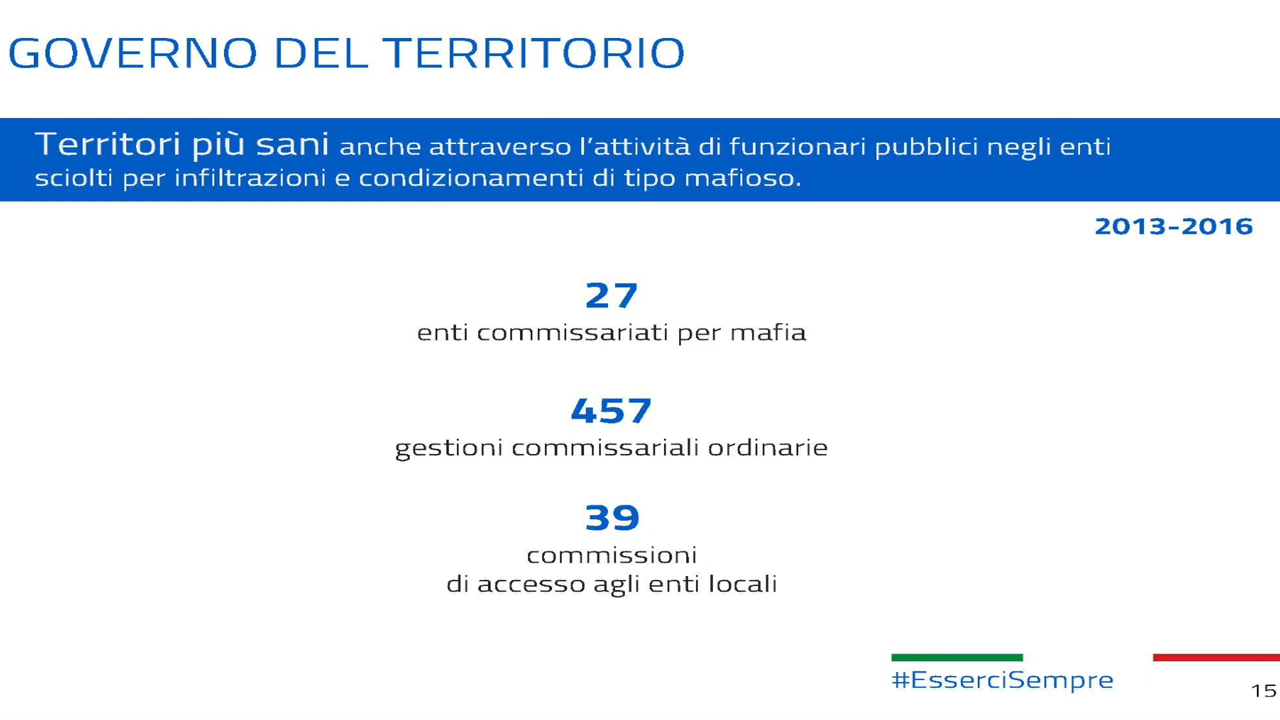 GOVERNO DEL TERRITORIO
Territori più sani anche attraverso l'attività di funzionari pubblici negli enti
sciolti per infiltrazioni e condizionamenti di tipo mafioso.
2013-2016
27
enti commissariati per mafia
457
gestioni commissariali ordinarie
39
commissioni
di accesso agli enti locali
#EsserciSempre
15